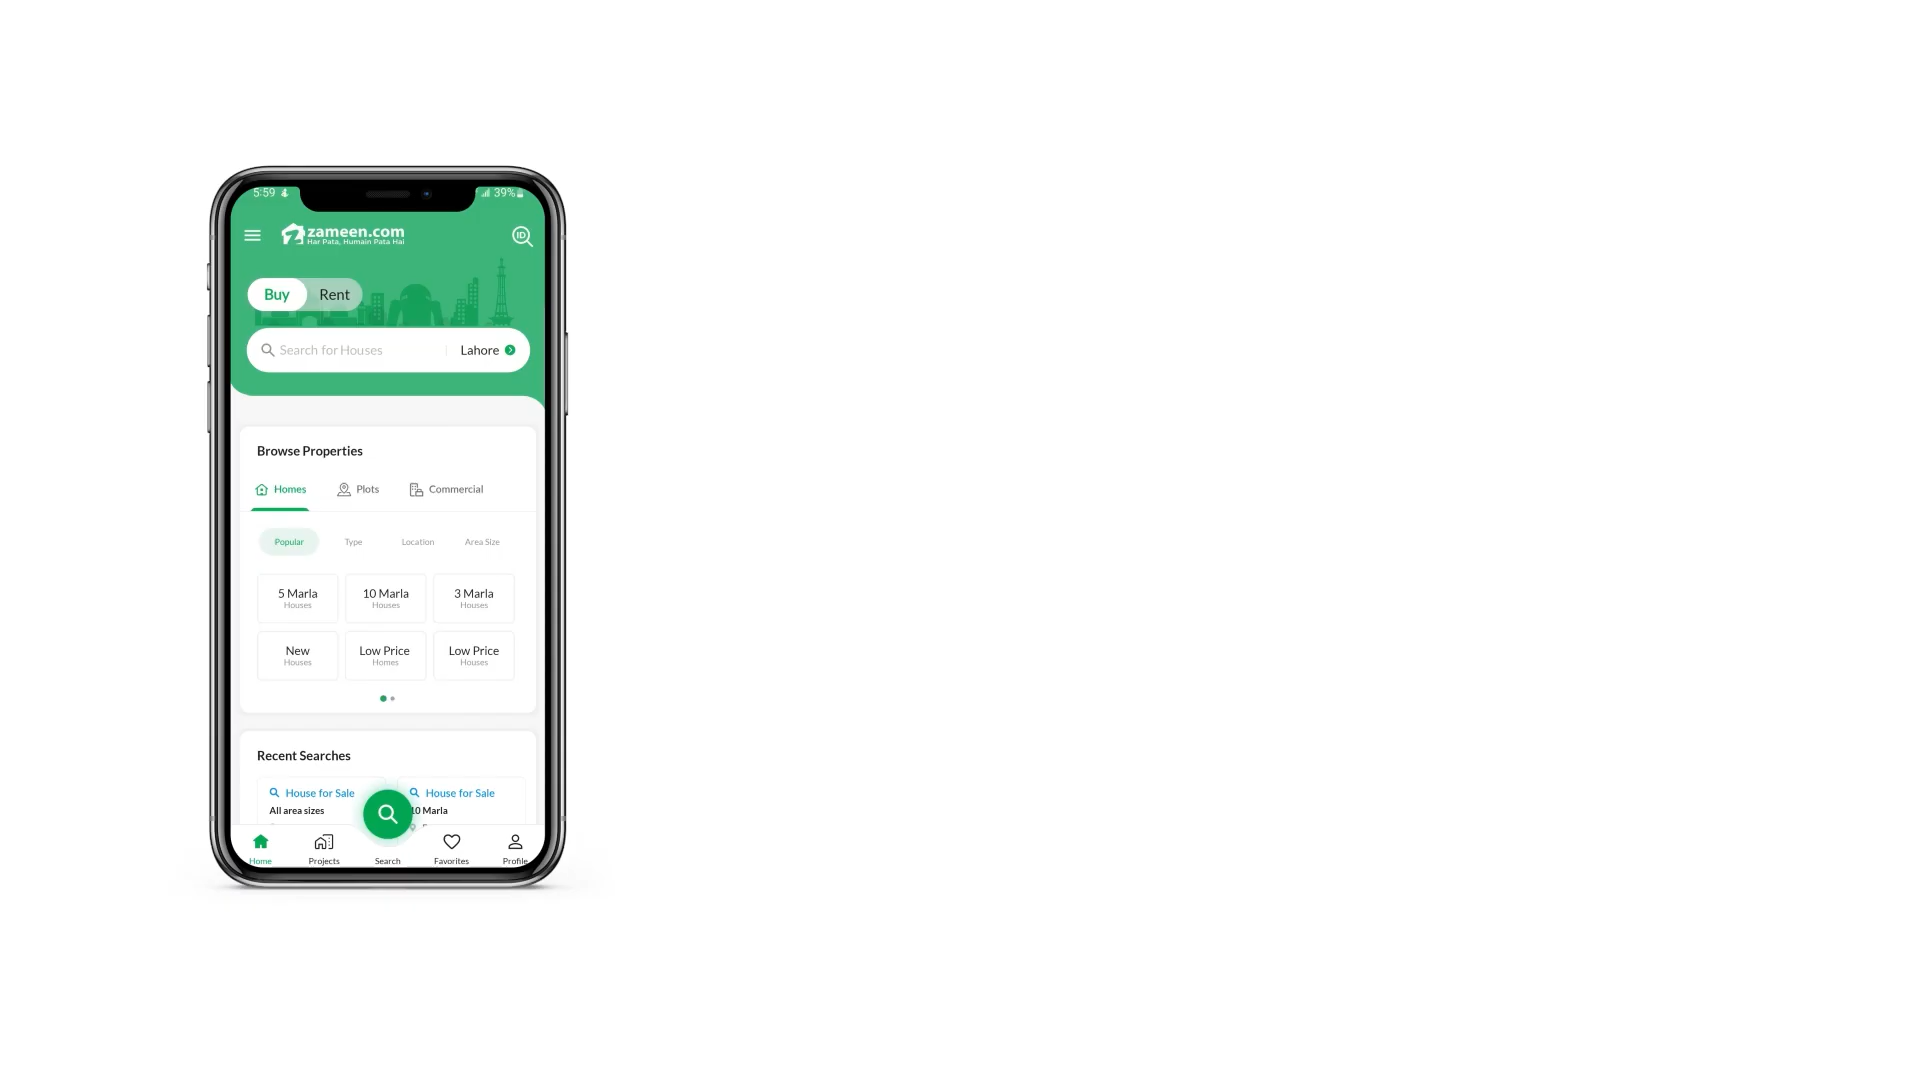 5:59 39%
zameen.com
Har Pata, Humain Pata Hai
ID
Buy Rent
Search for Houses Lahore
Browse Properties
Homes Plots Commercial
Popular Type Location Area Size
5 Marla 10 Marla 3 Marla
Houses Houses Houses
New Low Price Low Price
Houses Homes Houses
Recent Searches
House for Sale House for Sale
All area sizes 10 Marla
Home Projects Search Favorites Profile